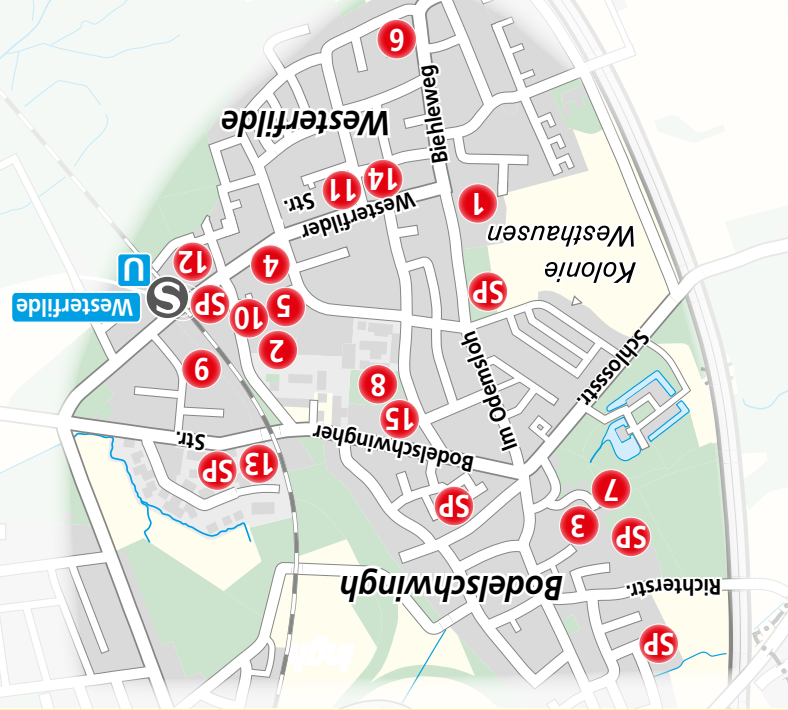 SP
Richterstr.
Bodelschwingh
SP
3
SP
7
13
SP
Bodelschwingher
Str.
Im Odemsloh
15
8
Schlossstr.
9
2
10
5
SP
Westerfilde
S
U
SP
Kolonie
Westhausen
4
12
Westerfilder
Str.
1
14
11
Biehleweg
Westerfilde
6